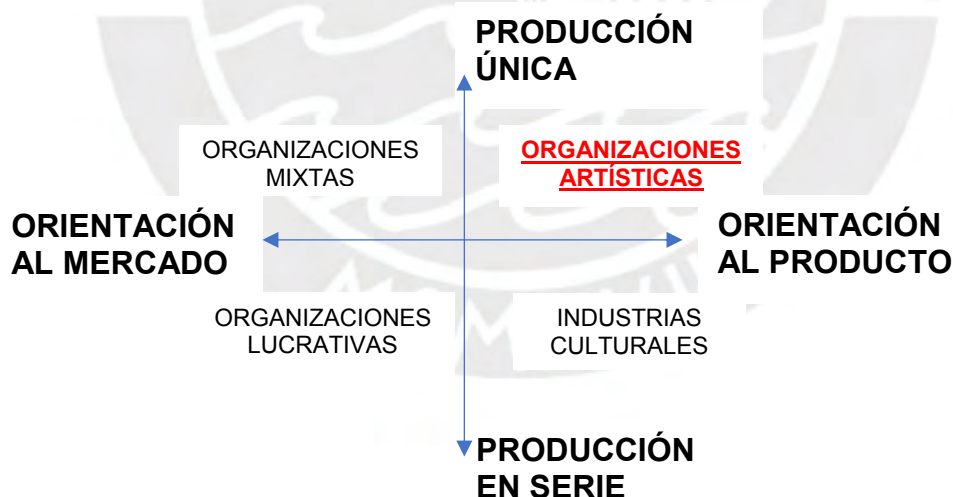 PRODUCCIÓN
ÚNICA
ORGANIZACIONES
MIXTAS
ORGANIZACIONES
ARTÍSTICAS
ORIENTACIÓN
AL MERCADO
ORIENTACIÓN
AL PRODUCTO
ORGANIZACIONES
LUCRATIVAS
INDUSTRIAS
CULTURALES
PRODUCCIÓN
EN SERIE